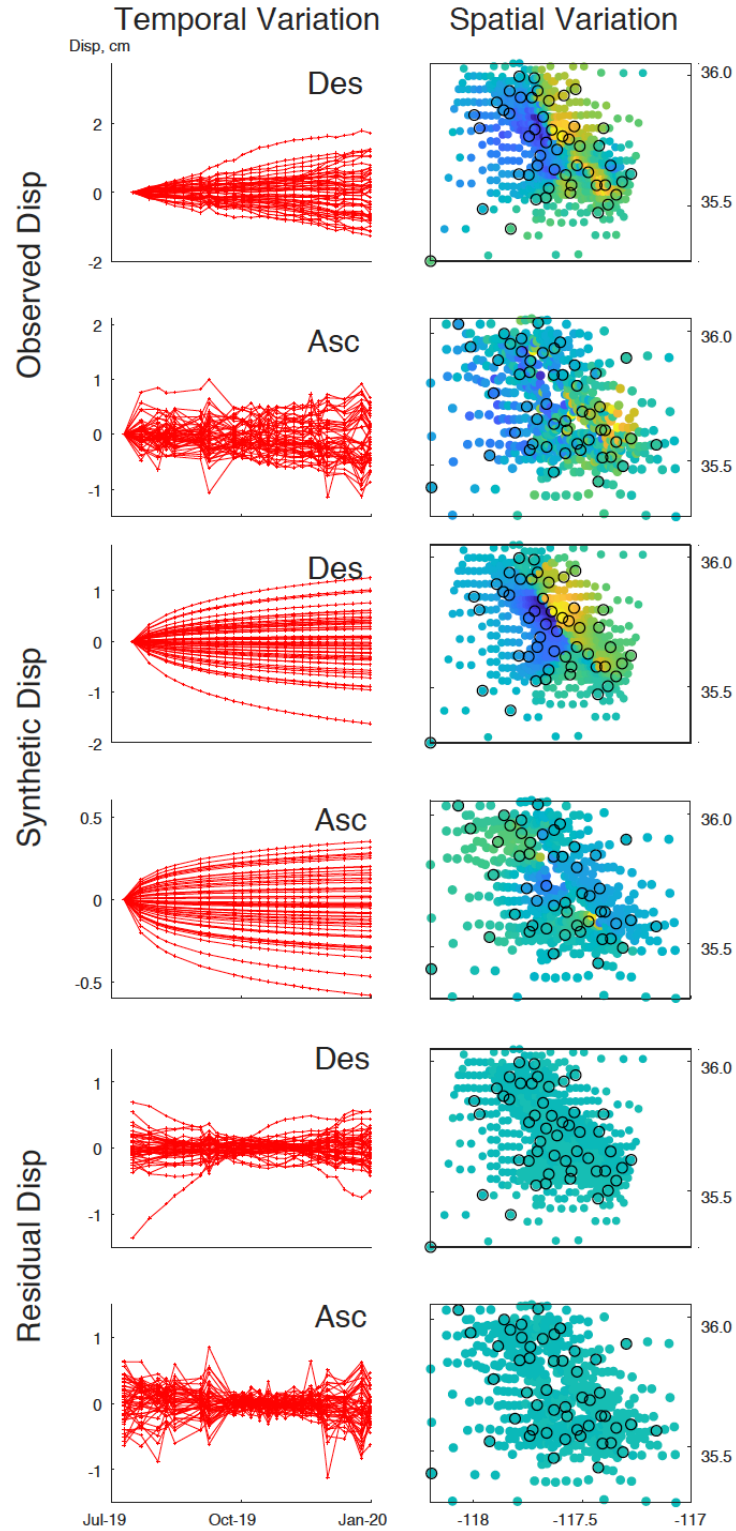 Temporal Variation Spatial Variation
Disp, cm
Observed Disp
Des
2
0
-2
36.0
35.5
Asc
2
1
0
-1
36.0
35.5
Synthetic Disp
Des
1
0
-1
-2
36.0
35.5
Asc
0.5
0
-0.5
36.0
35.5
Residual Disp
Des
1
0
-1
36.0
35.5
Asc
1
0
-1
36.0
35.5
Jul-19 Oct-19 Jan-20 -118 -117.5 -117